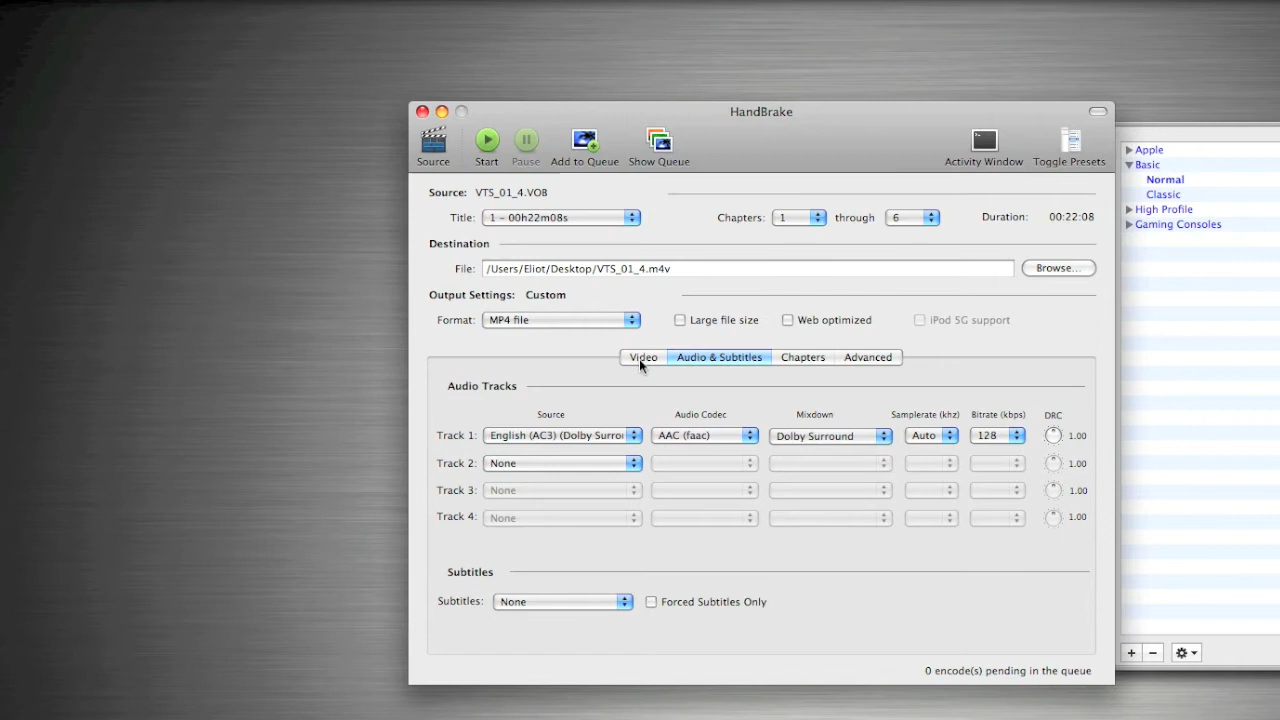 HandBrake
Source Start Pause Add to Queue Show Queue Activity Window Toggle Presets
Source: VTS_01_4.VOB
Title: 1 - 00h22m08s Chapters: 1 through 6 Duration: 00:22:08
Destination
File: /Users/Eliot/Desktop/VTS_01_4.m4v Browse...
Output Settings: Custom
Format: MP4 file Large file size Web optimized iPod 5G support
Video Audio & Subtitles Chapters Advanced
Audio Tracks
Source Audio Codec Mixdown Samplerate (khz) Bitrate (kbps) DRC
Track 1: English (AC3) (Dolby Surro AAC (faac) Dolby Surround Auto 128 1.00
Track 2: None 1.00
Track 3: None 1.00
Track 4: None 1.00
Subtitles
Subtitles: None Forced Subtitles Only
0 encode(s) pending in the queue
Apple
Basic
Normal
Classic
High Profile
Gaming Consoles